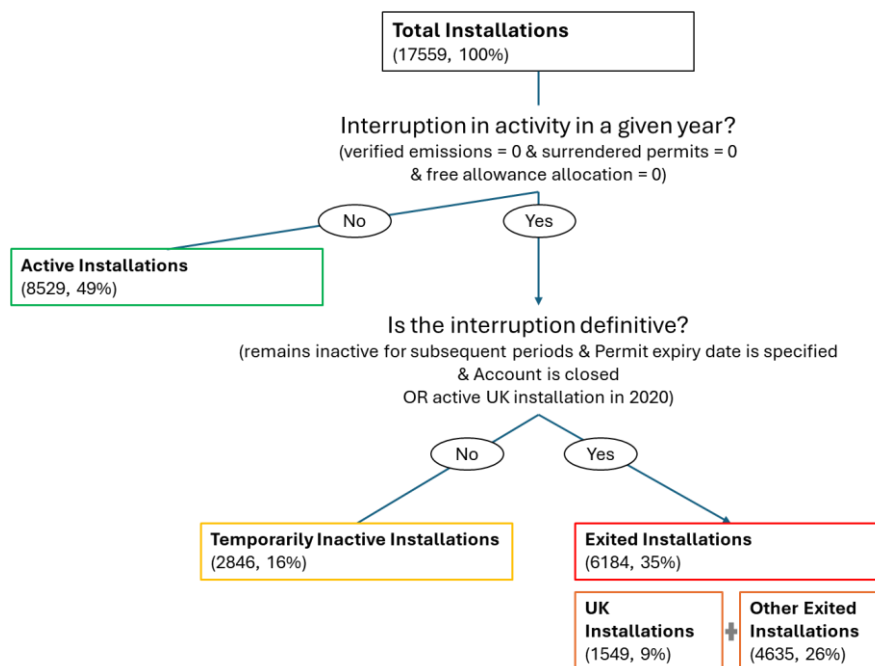 Total Installations
(17559, 100%)
Interruption in activity in a given year?
(verified emissions = 0 & surrendered permits = 0
& free allowance allocation = 0)
No
Yes
Active Installations
(8529, 49%)
Is the interruption definitive?
(remains inactive for subsequent periods & Permit expiry date is specified
& Account is closed
OR active UK installation in 2020)
No
Yes
Temporarily Inactive Installations
(2846, 16%)
Exited Installations
(6184, 35%)
UK
Installations
(1549, 9%)
Other Exited
Installations
(4635, 26%)